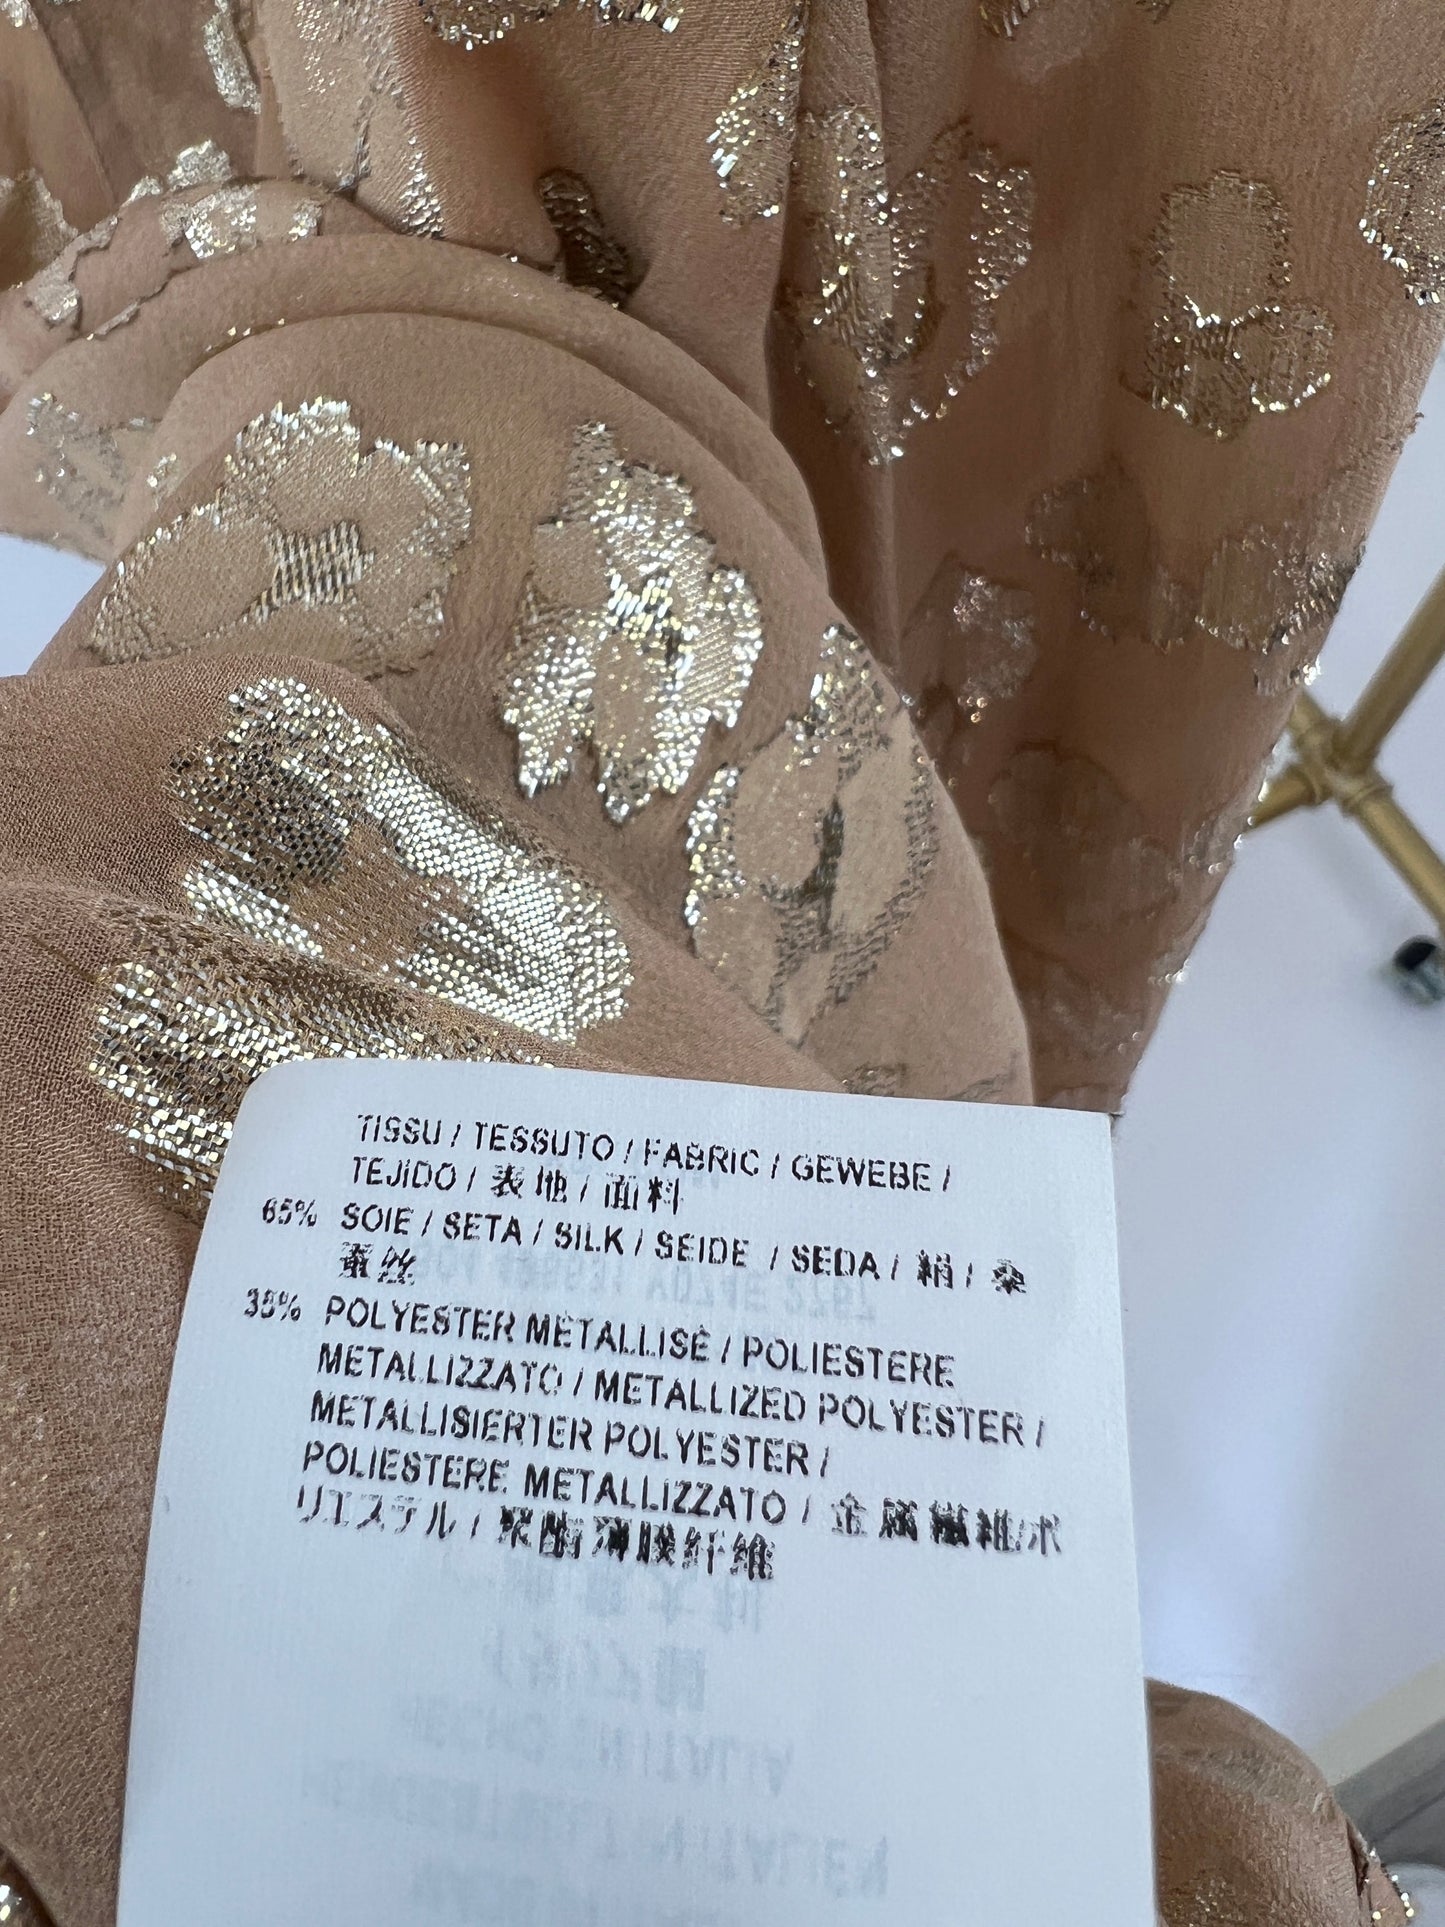 TISSU / TESSUTO / FABRIC / GEWEBE /
TEJIDO / 表地 / 面料
65% SOIE / SETA / SILK / SEIDE / SEDA / 絹 / 桑
蚕丝
35% POLYESTER METALLISÉ / POLIESTERE
METALLIZZATO / METALLIZED POLYESTER /
METALLISIERTER POLYESTER /
POLIESTERE METALLIZZATO / 金属繊維ポ
リエステル / 聚酯薄膜纤维